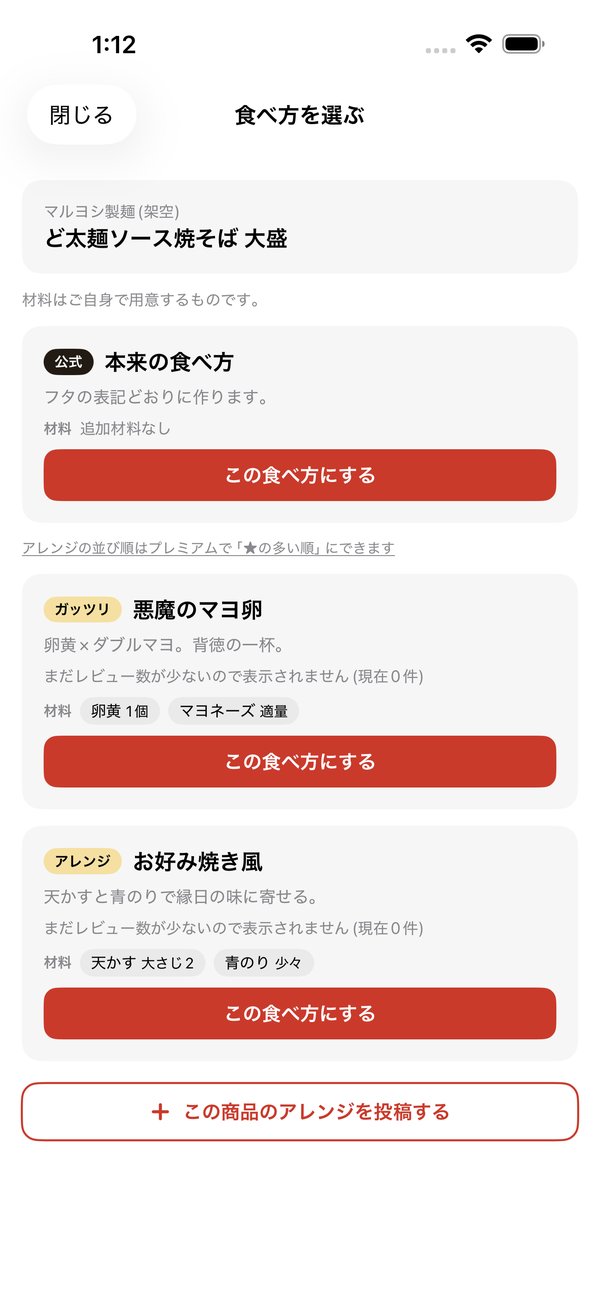 1:12
閉じる
食べ方を選ぶ
マルヨシ製麺 (架空)
ど太麺ソース焼そば 大盛
材料はご自身で用意するものです。
公式 本来の食べ方
フタの表記どおりに作ります。
材料 追加材料なし
この食べ方にする
アレンジの並び順はプレミアムで「★の多い順」にできます
ガッツリ 悪魔のマヨ卵
卵黄×ダブルマヨ。背徳の一杯。
まだレビュー数が少ないので表示されません (現在0件)
材料 卵黄 1個 マヨネーズ 適量
この食べ方にする
アレンジ お好み焼き風
天かすと青のりで縁日の味に寄せる。
まだレビュー数が少ないので表示されません (現在0件)
材料 天かす 大さじ2 青のり 少々
この食べ方にする
+ この商品のアレンジを投稿する